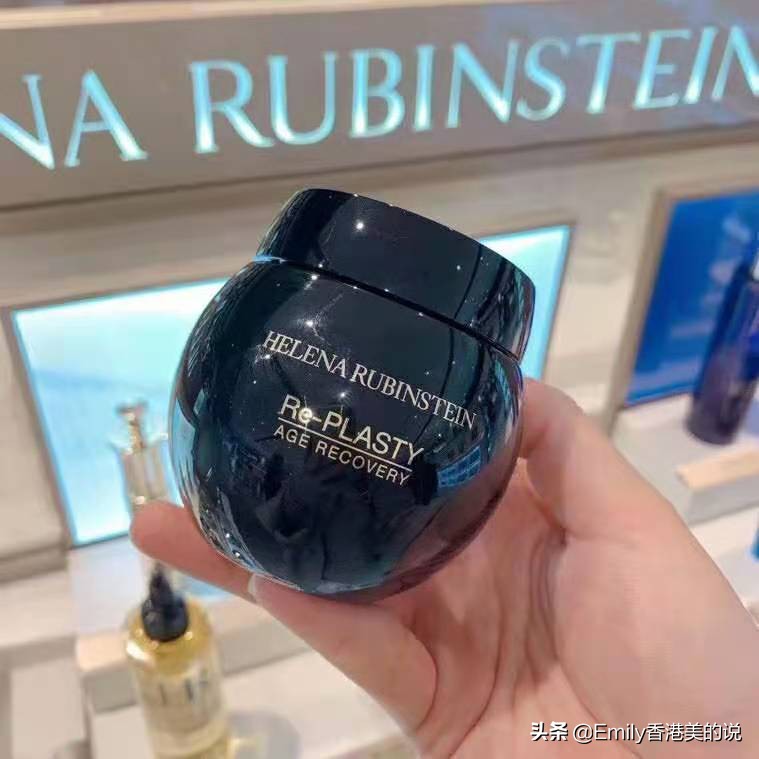 NA RUBINSTEIN
HELENA RUBINSTEIN
Re-PLASTY
AGE RECOVERY
头条 @Emily香港美的说